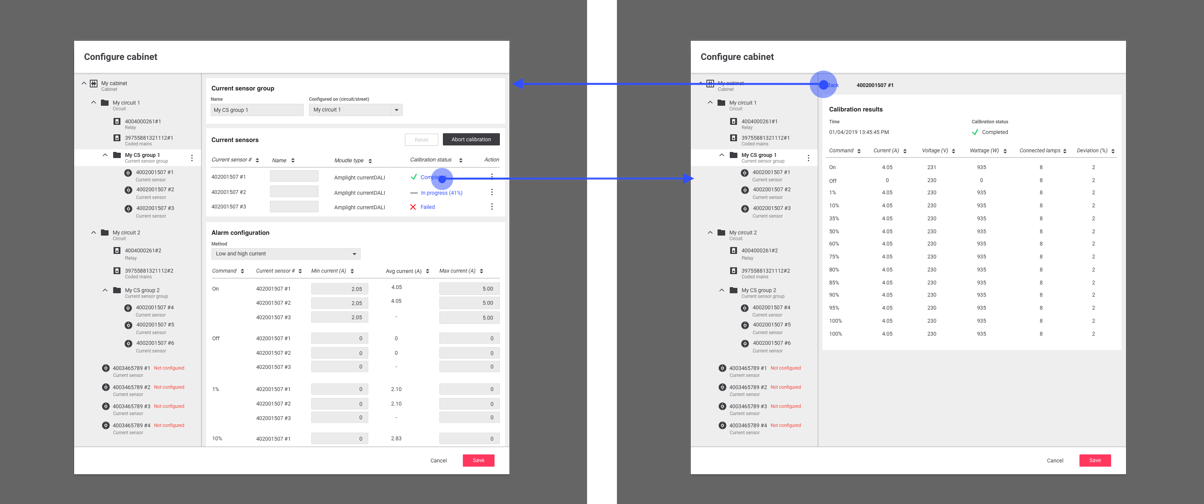 Configure cabinet
My cabinet
Cabinet
My circuit 1
Circuit
4004000261#1
Relay
39755881321112#1
Coded mains
My CS group 1
Current sensor group
4002001507 #1
Current sensor
4002001507 #2
Current sensor
4002001507 #3
Current sensor
My circuit 2
Circuit
4004000261#2
Relay
39755881321112#2
Coded mains
My CS group 2
Current sensor group
4002001507 #4
Current sensor
4002001507 #5
Current sensor
4002001507 #6
Current sensor
4003465789 #1 Not configured
Current sensor
4003465789 #2 Not configured
Current sensor
4003465789 #3 Not configured
Current sensor
4003465789 #4 Not configured
Current sensor
Current sensor group
Name Configured on (circuit/street)
My CS group 1 My circuit 1
Current sensors Reset Abort calibration
Current sensor # Name Moudle type Calibration status Action
402001507 #1 Amplight currentDALI
402001507 #2 Amplight currentDALI In progress (41%)
402001507 #3 Amplight currentDALI Failed
Alarm configuration
Method
Low and high current
Command Current sensor # Min current (A) Avg current (A) Max current (A)
On 402001507 #1 2.05 4.05 5.00
402001507 #2 2.05 4.05 5.00
402001507 #3 2.05 - 5.00
Off 402001507 #1 0 0 0
402001507 #2 0 0 0
402001507 #3 0 - 0
1% 402001507 #1 0 2.10 0
402001507 #2 0 2.10 0
402001507 #3 0 - 0
10% 402001507 #1 0 2.83 0
Cancel Save
Configure cabinet
My cabinet
Cabinet
My circuit 1
Circuit
4004000261#1
Relay
39755881321112#1
Coded mains
My CS group 1
Current sensor group
4002001507 #1
Current sensor
4002001507 #2
Current sensor
4002001507 #3
Current sensor
My circuit 2
Circuit
4004000261#2
Relay
39755881321112#2
Coded mains
My CS group 2
Current sensor group
4002001507 #4
Current sensor
4002001507 #5
Current sensor
4002001507 #6
Current sensor
4003465789 #1 Not configured
Current sensor
4003465789 #2 Not configured
Current sensor
4003465789 #3 Not configured
Current sensor
4003465789 #4 Not configured
Current sensor
4002001507 #1
Calibration results
Time Calibration status
01/04/2019 13:45:45 PM Completed
Command Current (A) Voltage (V) Wattage (W) Connected lamps Deviation (%)
On 4.05 231 935 8 2
Off 0 230 0 8 2
1% 4.05 230 935 8 2
10% 4.05 230 935 8 2
35% 4.05 230 935 8 2
50% 4.05 230 935 8 2
60% 4.05 230 935 8 2
75% 4.05 230 935 8 2
80% 4.05 230 935 8 2
85% 4.05 230 935 8 2
90% 4.05 230 935 8 2
95% 4.05 230 935 8 2
100% 4.05 230 935 8 2
100% 4.05 230 935 8 2
Cancel Save